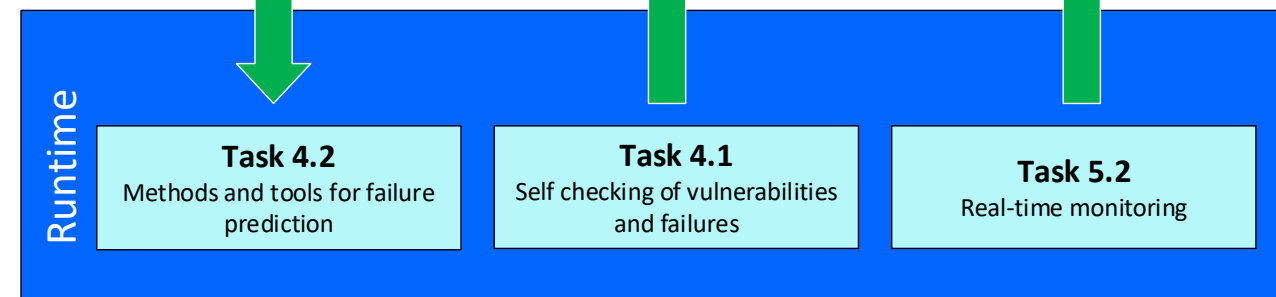 Runtime
Task 4.2
Methods and tools for failure
prediction
Task 4.1
Self checking of vulnerabilities
and failures
Task 5.2
Real-time monitoring